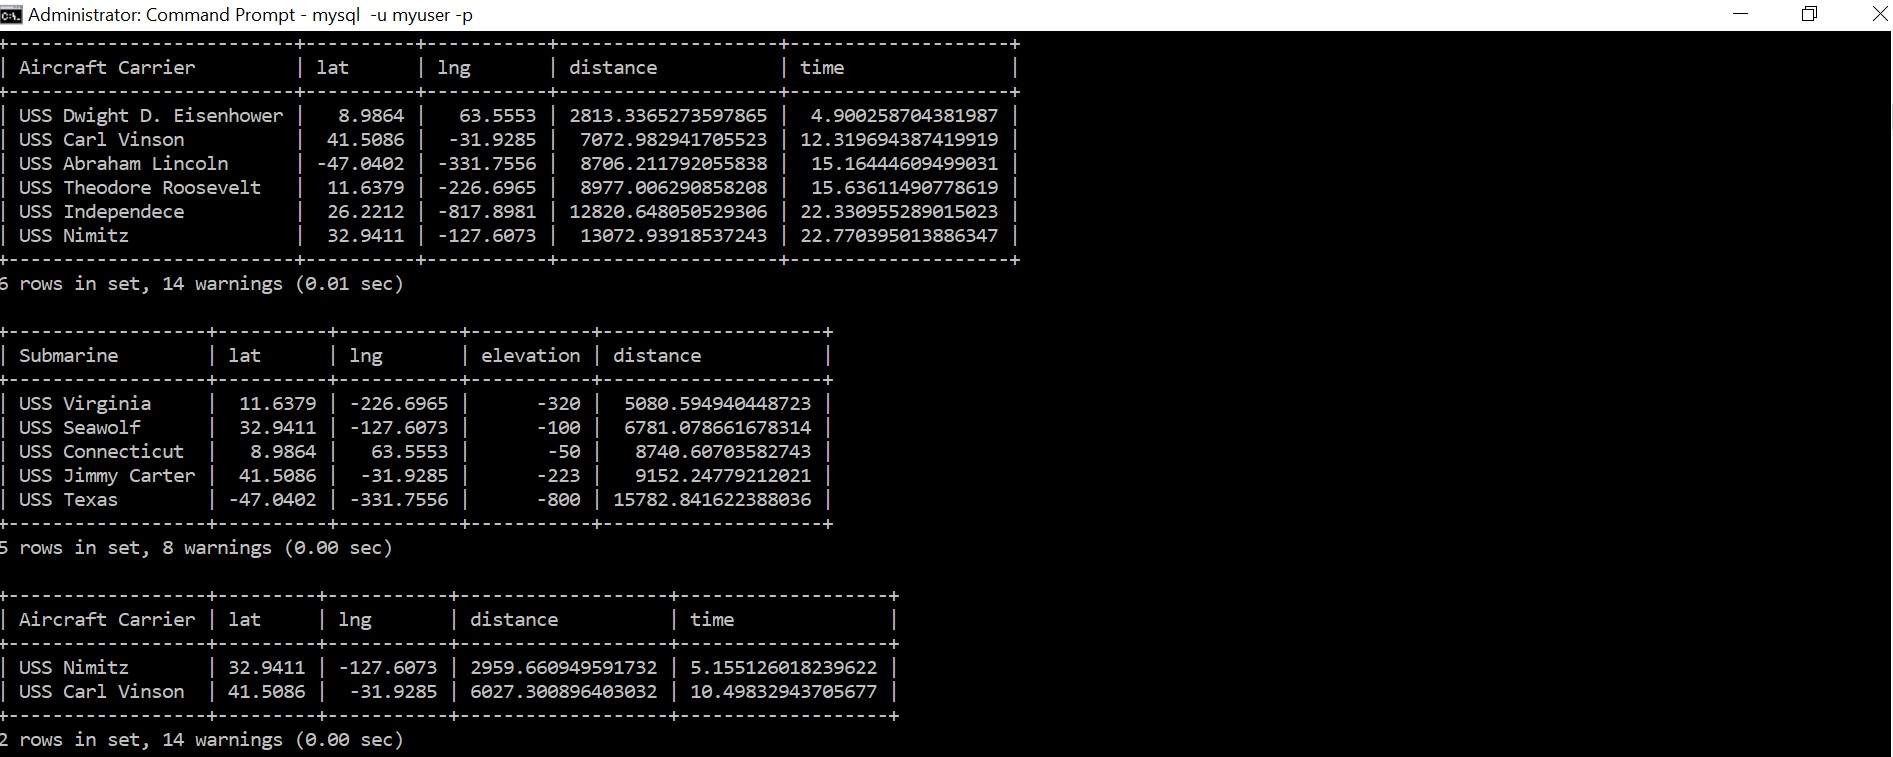 Administrator: Command Prompt - mysql  -u myuser -p
+--------------------------+----------+-----------+--------------------+--------------------+
| Aircraft Carrier         | lat      | lng       | distance           | time               |
+--------------------------+----------+-----------+--------------------+--------------------+
| USS Dwight D. Eisenhower |   8.9864 |   63.5553 | 2813.3365273597865 |  4.900258704381987 |
| USS Carl Vinson          |  41.5086 |  -31.9285 |  7072.982941705523 | 12.319694387419919 |
| USS Abraham Lincoln      | -47.0402 | -331.7556 |  8706.211792055838 |  15.16444609499031 |
| USS Theodore Roosevelt   |  11.6379 | -226.6965 |  8977.006290858208 |  15.63611490778619 |
| USS Independece          |  26.2212 | -817.8981 | 12820.648050529306 | 22.330955289015023 |
| USS Nimitz               |  32.9411 | -127.6073 |  13072.93918537243 | 22.770395013886347 |
+--------------------------+----------+-----------+--------------------+--------------------+
6 rows in set, 14 warnings (0.01 sec)
+------------------+----------+-----------+-----------+--------------------+
| Submarine        | lat      | lng       | elevation | distance           |
+------------------+----------+-----------+-----------+--------------------+
| USS Virginia     |  11.6379 | -226.6965 |      -320 |  5080.594940448723 |
| USS Seawolf      |  32.9411 | -127.6073 |      -100 |  6781.078661678314 |
| USS Connecticut  |   8.9864 |   63.5553 |       -50 |   8740.60703582743 |
| USS Jimmy Carter |  41.5086 |  -31.9285 |      -223 |   9152.24779212021 |
| USS Texas        | -47.0402 | -331.7556 |      -800 | 15782.841622388036 |
+------------------+----------+-----------+-----------+--------------------+
5 rows in set, 8 warnings (0.00 sec)
+------------------+---------+-----------+-------------------+-------------------+
| Aircraft Carrier | lat     | lng       | distance          | time              |
+------------------+---------+-----------+-------------------+-------------------+
| USS Nimitz       | 32.9411 | -127.6073 | 2959.660949591732 | 5.155126018239622 |
| USS Carl Vinson  | 41.5086 |  -31.9285 | 6027.300896403032 | 10.49832943705677 |
+------------------+---------+-----------+-------------------+-------------------+
2 rows in set, 14 warnings (0.00 sec)